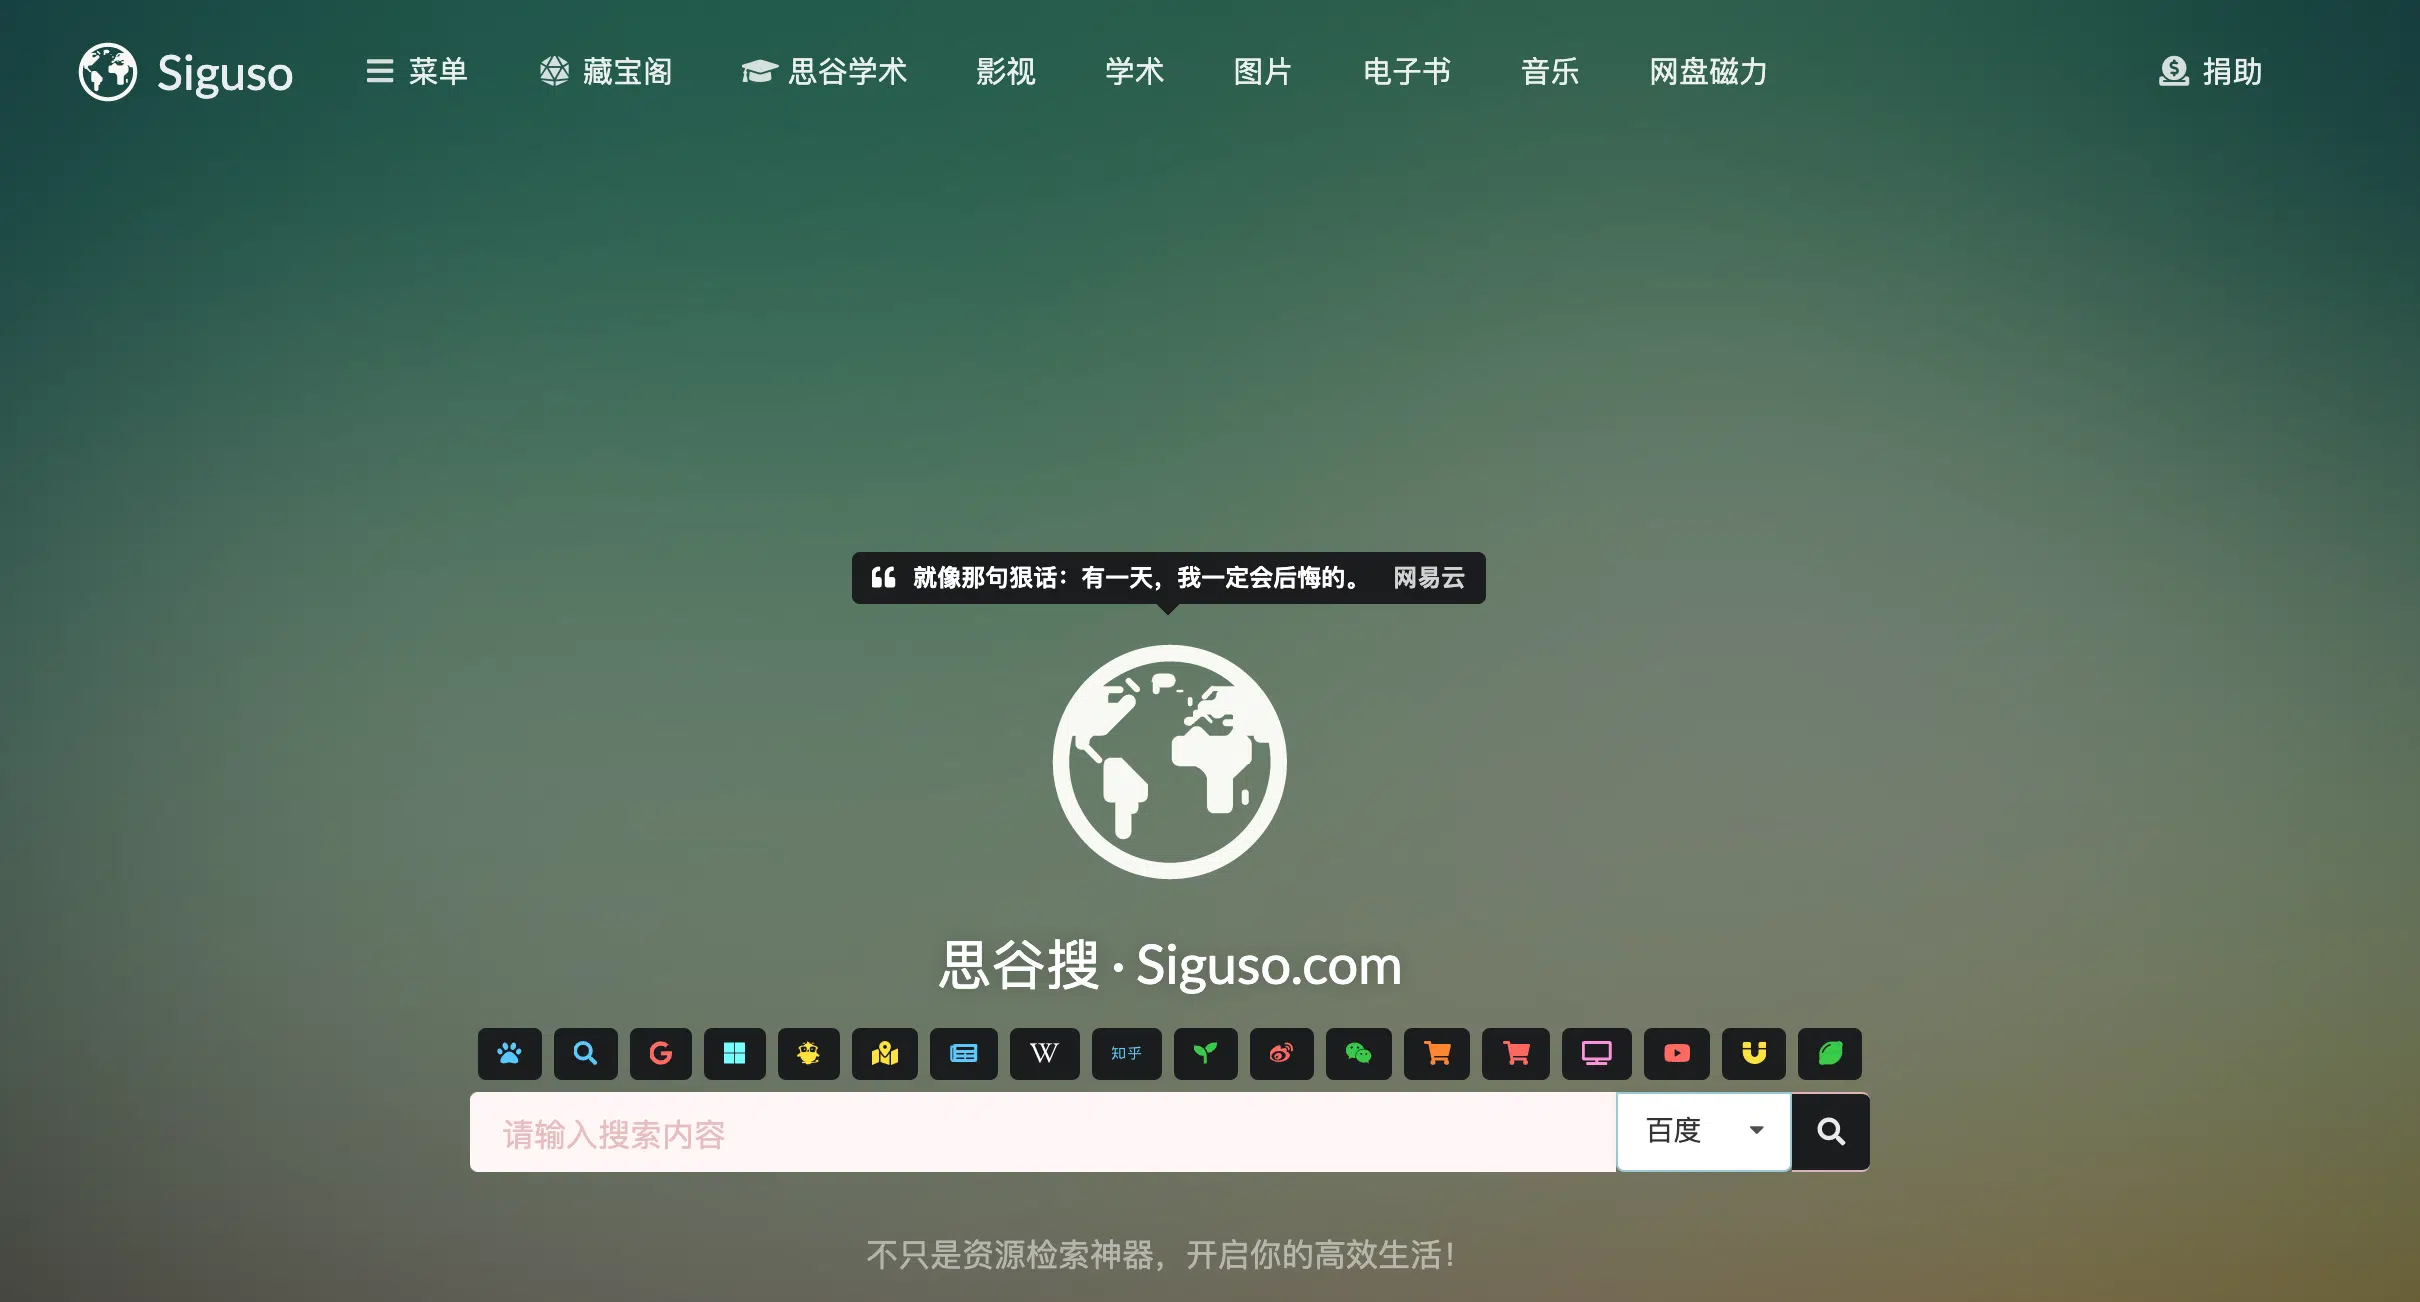 Siguso 菜单 藏宝阁 思谷学术 影视 学术 图片 电子书 音乐 网盘磁力 捐助
就像那句狠话：有一天，我一定会后悔的。 网易云
思谷搜 · Siguso.com
知乎
请输入搜索内容 百度
不只是资源检索神器，开启你的高效生活！